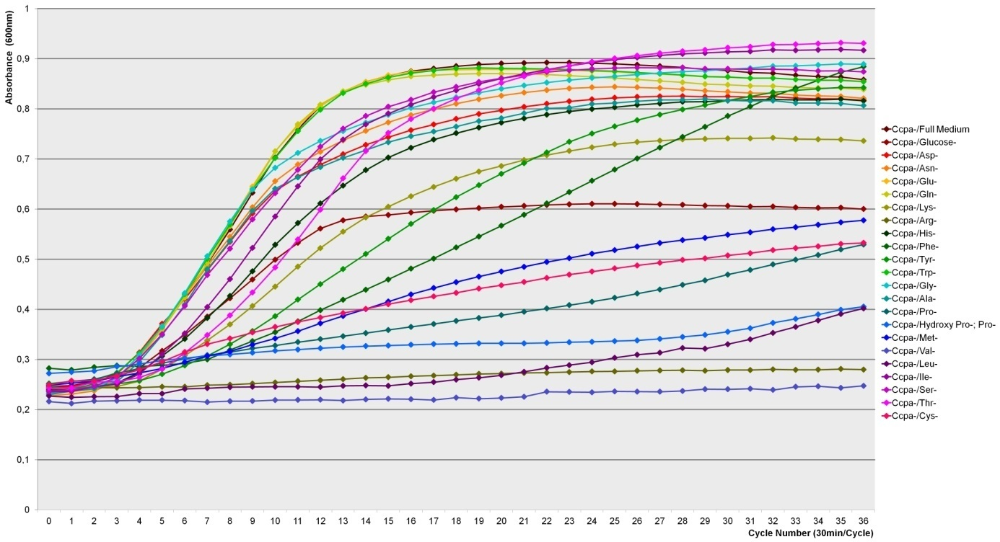 Absorbance (600nm)
1
0,9
0,8
0,7
0,6
0,5
0,4
0,3
0,2
0,1
0
0 1 2 3 4 5 6 7 8 9 10 11 12 13 14 15 16 17 18 19 20 21 22 23 24 25 26 27 28 29 30 31 32 33 34 35 36
Cycle Number (30min/Cycle)
Ccpa-/Full Medium
Ccpa-/Glucose-
Ccpa-/Asp-
Ccpa-/Asn-
Ccpa-/Glu-
Ccpa-/Gln-
Ccpa-/Lys-
Ccpa-/Arg-
Ccpa-/His-
Ccpa-/Phe-
Ccpa-/Tyr-
Ccpa-/Trp-
Ccpa-/Gly-
Ccpa-/Ala-
Ccpa-/Pro-
Ccpa-/Hydroxy Pro-; Pro-
Ccpa-/Met-
Ccpa-/Val-
Ccpa-/Leu-
Ccpa-/Ile-
Ccpa-/Ser-
Ccpa-/Thr-
Ccpa-/Cys-